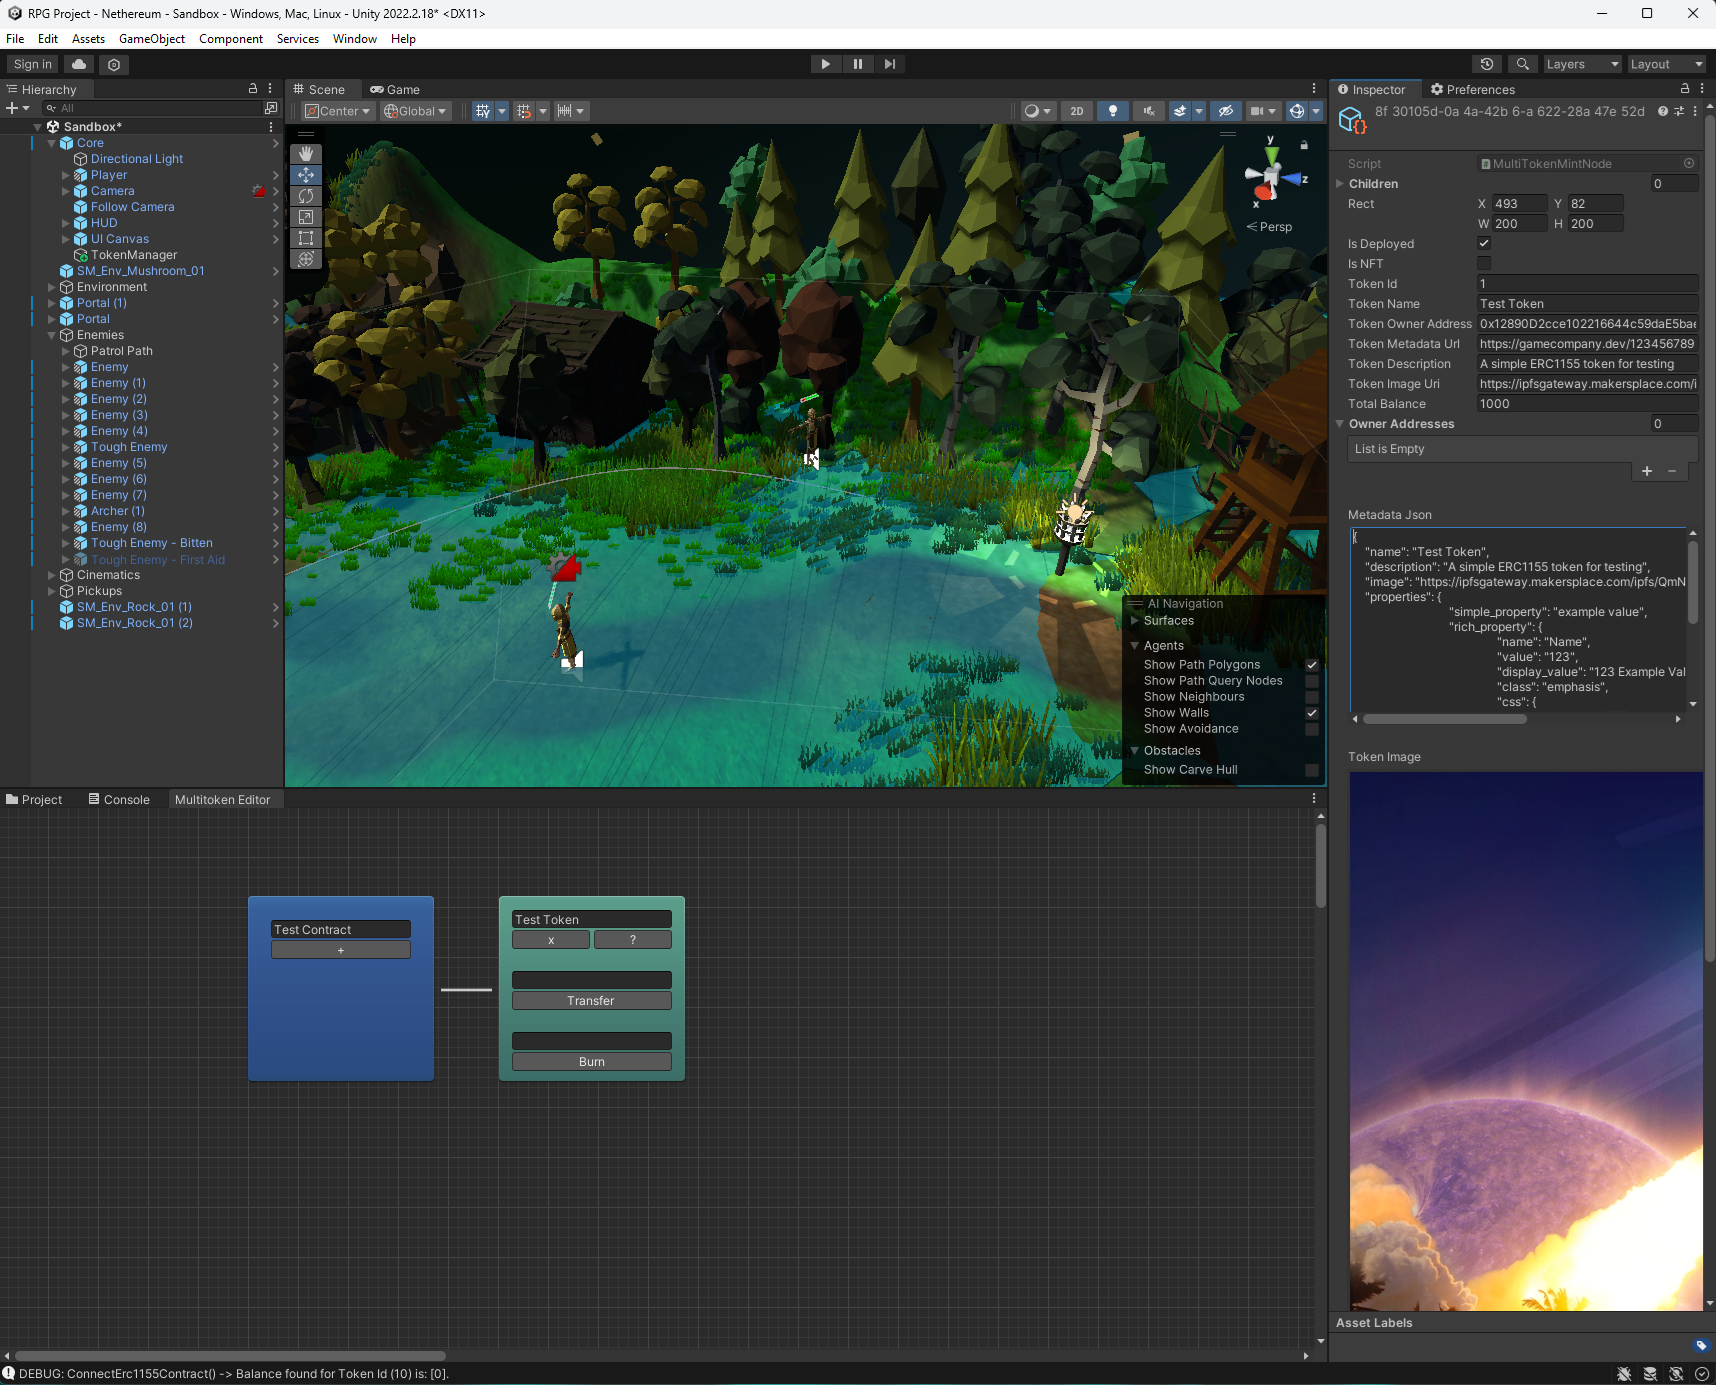 RPG Project - Nethereum - Sandbox - Windows, Mac, Linux - Unity 2022.2.18* <DX11>
File Edit Assets GameObject Component Services Window Help
Sign in
Layers
Layout
Hierarchy
All
Sandbox*
Core
Directional Light
Player
Camera
Follow Camera
HUD
UI Canvas
TokenManager
SM_Env_Mushroom_01
Environment
Portal (1)
Portal
Enemies
Patrol Path
Enemy
Enemy (1)
Enemy (2)
Enemy (3)
Enemy (4)
Tough Enemy
Enemy (5)
Enemy (6)
Enemy (7)
Archer (1)
Enemy (8)
Tough Enemy - Bitten
Tough Enemy - First Aid
Cinematics
Pickups
SM_Env_Rock_01 (1)
SM_Env_Rock_01 (2)
Scene
Game
Center
Global
2D
y
z
x
Persp
AI Navigation
Surfaces
Agents
Show Path Polygons
Show Path Query Nodes
Show Neighbours
Show Walls
Show Avoidance
Obstacles
Show Carve Hull
Project
Console
Multitoken Editor
Test Contract
+
Test Token
x
?
Transfer
Burn
Inspector
Preferences
8f 30105d-0a 4a-42b 6-a 622-28a 47e 52d
Script
MultiTokenMintNode
Children
0
Rect
X 493 Y 82
W 200 H 200
Is Deployed
Is NFT
Token Id
1
Token Name
Test Token
Token Owner Address
0x12890D2cce102216644c59daE5bae
Token Metadata Url
https://gamecompany.dev/123456789
Token Description
A simple ERC1155 token for testing
Token Image Uri
https://ipfsgateway.makersplace.com/i
Total Balance
1000
Owner Addresses
0
List is Empty
+ −
Metadata Json
{
"name": "Test Token",
"description": "A simple ERC1155 token for testing",
"image": "https://ipfsgateway.makersplace.com/ipfs/QmN
"properties": {
"simple_property": "example value",
"rich_property": {
"name": "Name",
"value": "123",
"display_value": "123 Example Val
"class": "emphasis",
"css": {
Token Image
Asset Labels
DEBUG: ConnectErc1155Contract() -> Balance found for Token Id (10) is: [0].